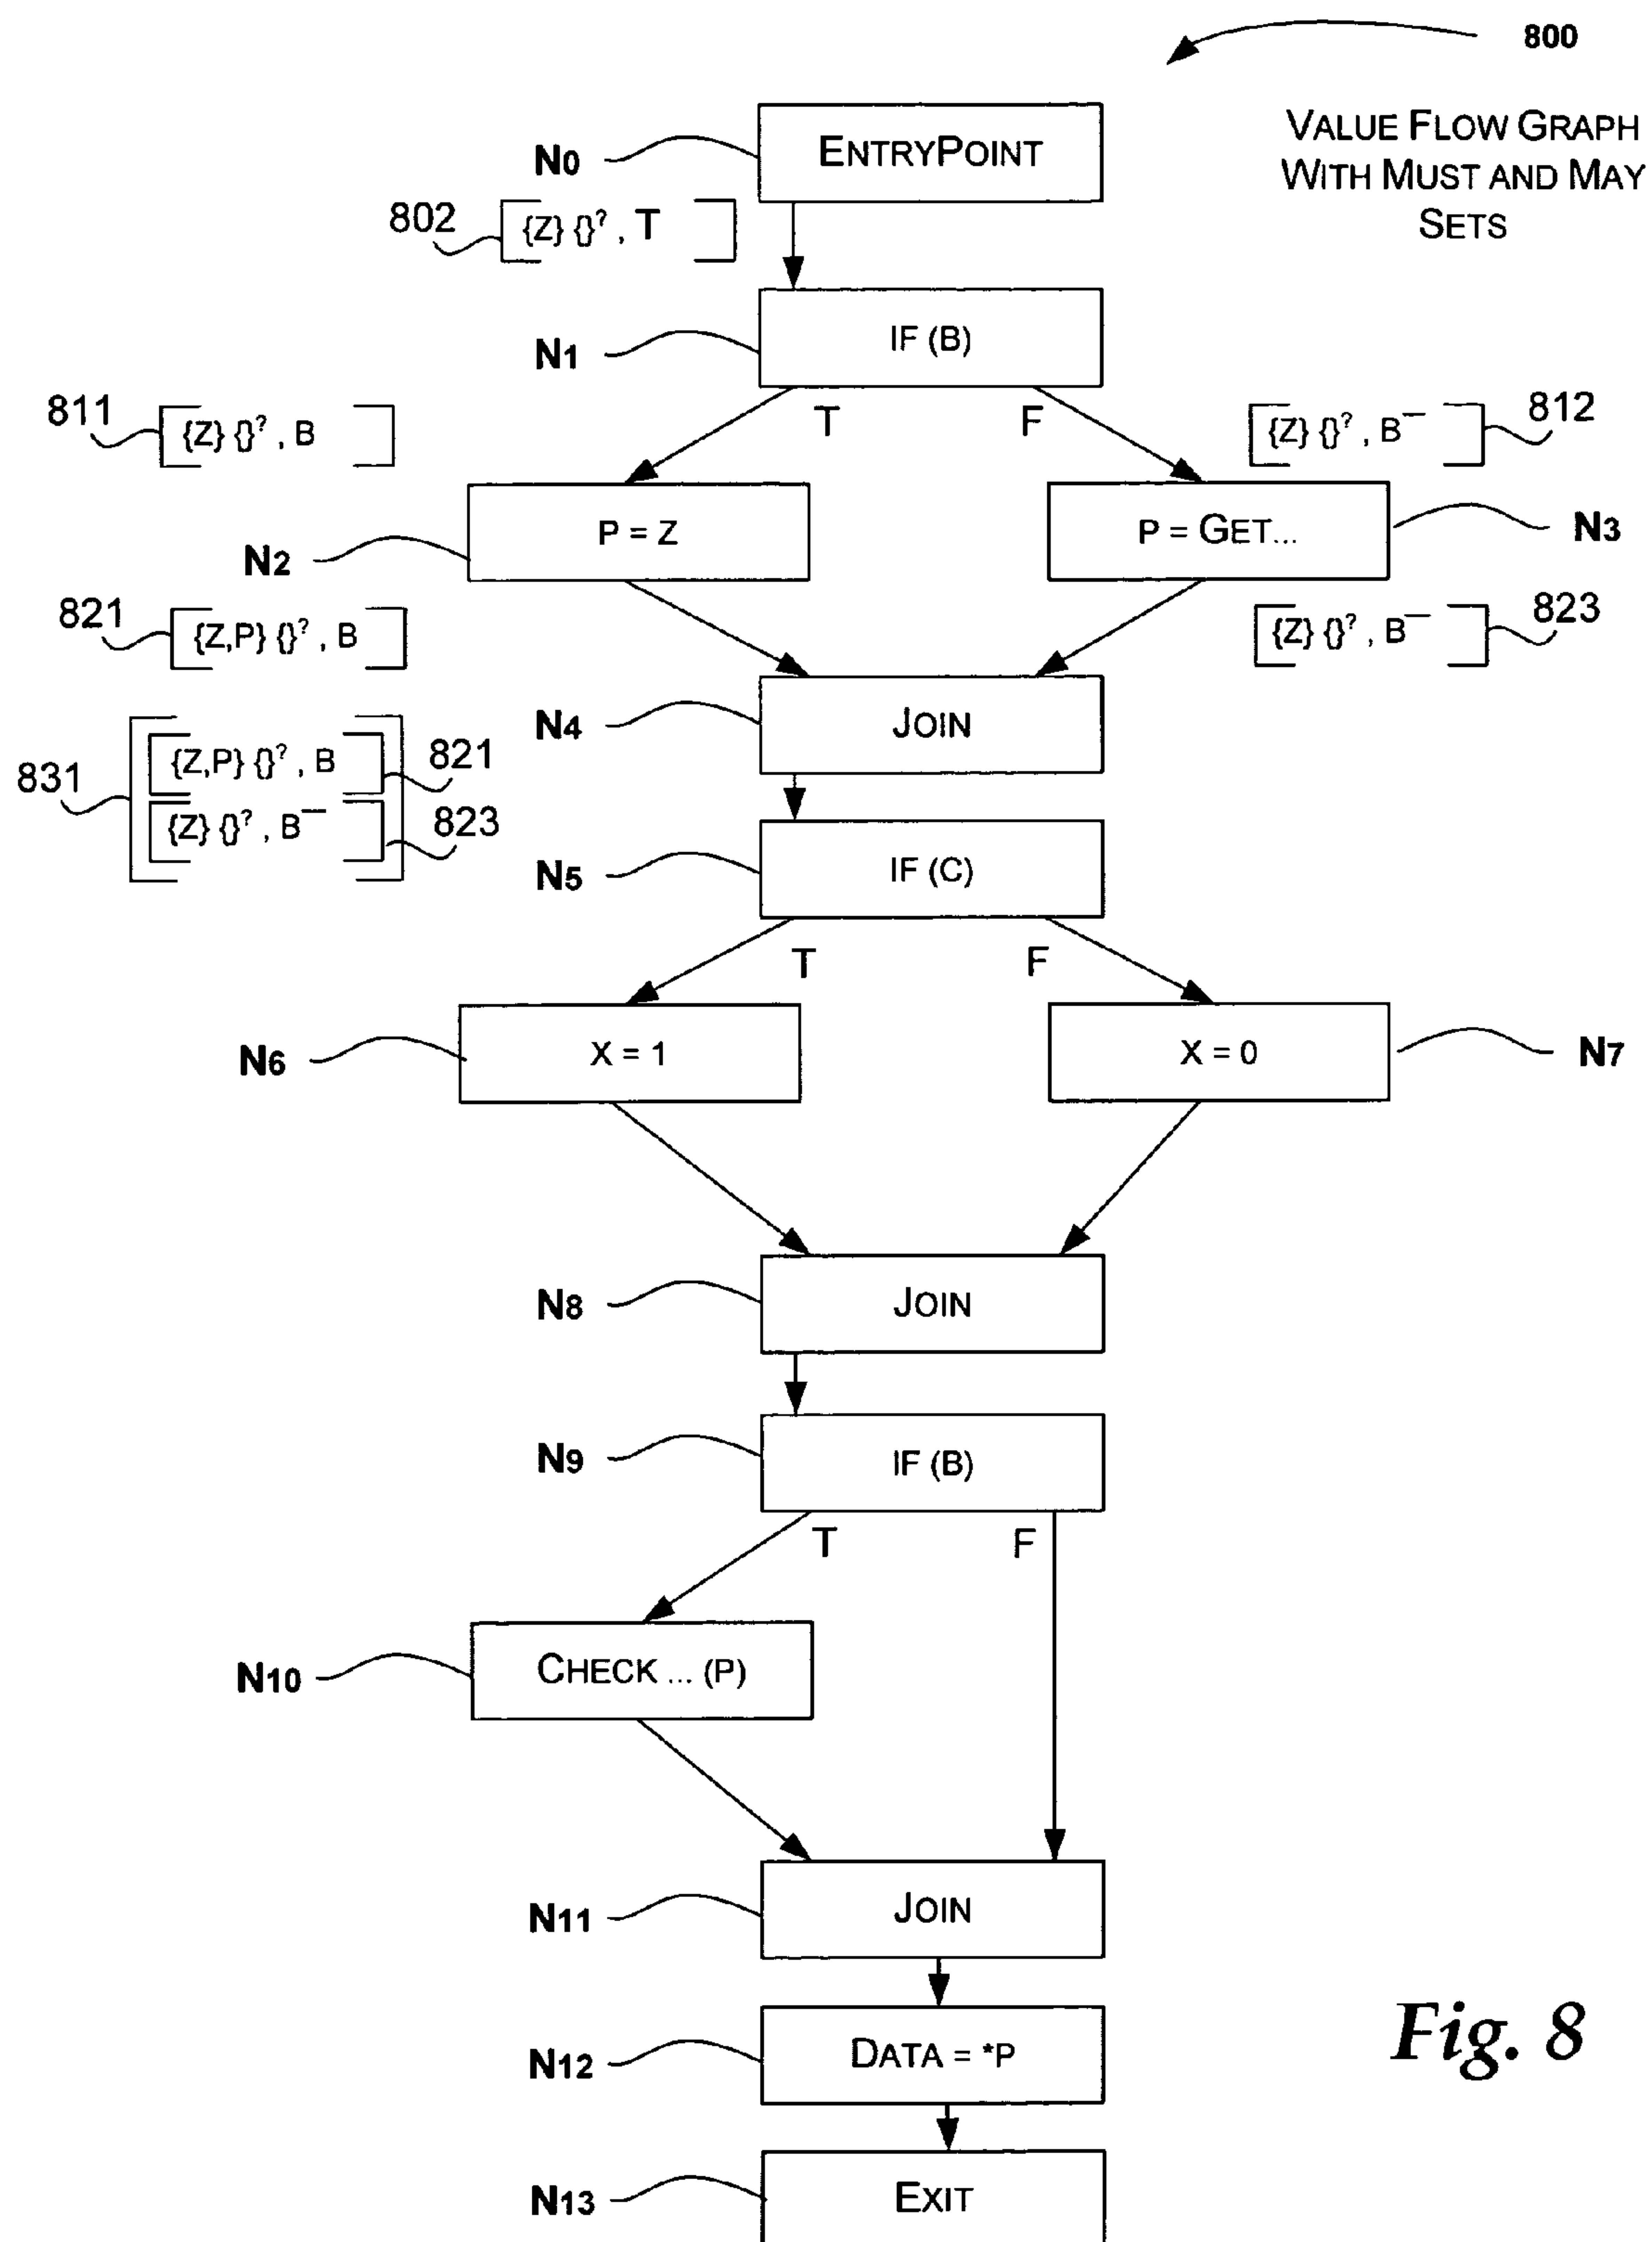 800
VALUE FLOW GRAPH
WITH MUST AND MAY
SETS
N0
ENTRYPOINT
802
{Z} {}? , T
N1
IF (B)
T
F
811
{Z} {}? , B
{Z} {}? , B¯
812
N2
P = Z
P = GET...
N3
821
{Z,P} {}? , B
{Z} {}? , B¯
823
N4
JOIN
831
{Z,P} {}? , B
821
{Z} {}? , B¯
823
N5
IF (C)
T
F
N6
X = 1
X = 0
N7
N8
JOIN
N9
IF (B)
T
F
N10
CHECK ... (P)
N11
JOIN
N12
DATA = *P
N13
EXIT
Fig. 8